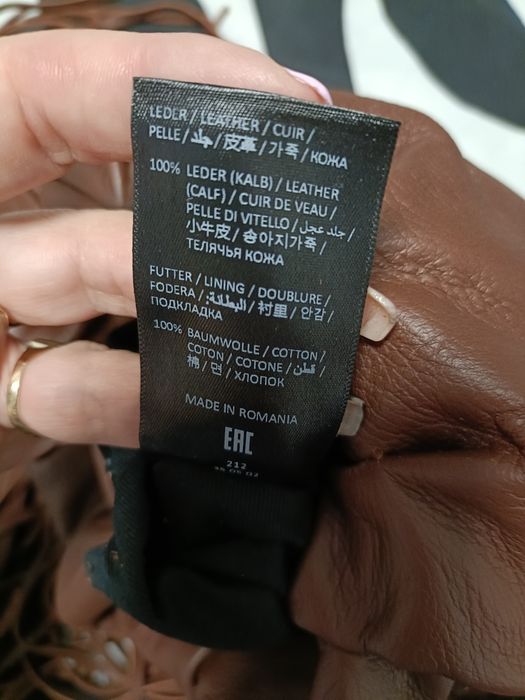 LEDER / LEATHER / CUIR /
PELLE / جلد / 皮革 / 가죽 / КОЖА
100% LEDER (KALB) / LEATHER
(CALF) / CUIR DE VEAU /
PELLE DI VITELLO / جلد عجل /
小牛皮 / 송아지가죽 /
ТЕЛЯЧЬЯ КОЖА
FUTTER / LINING / DOUBLURE /
FODERA / البطانة: / 衬里 / 안감 /
ПОДКЛАДКА
100% BAUMWOLLE / COTTON /
COTON / COTONE / قطن /
棉 / 면 / ХЛОПОК
MADE IN ROMANIA
EAC
212